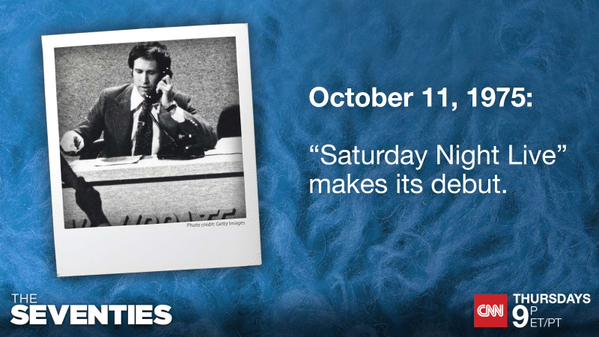 October 11, 1975:
“Saturday Night Live”
makes its debut.
UPDATE
Photo credit: Getty Images
THE
SEVENTIES
CNN
THURSDAYS
9P
ET/PT